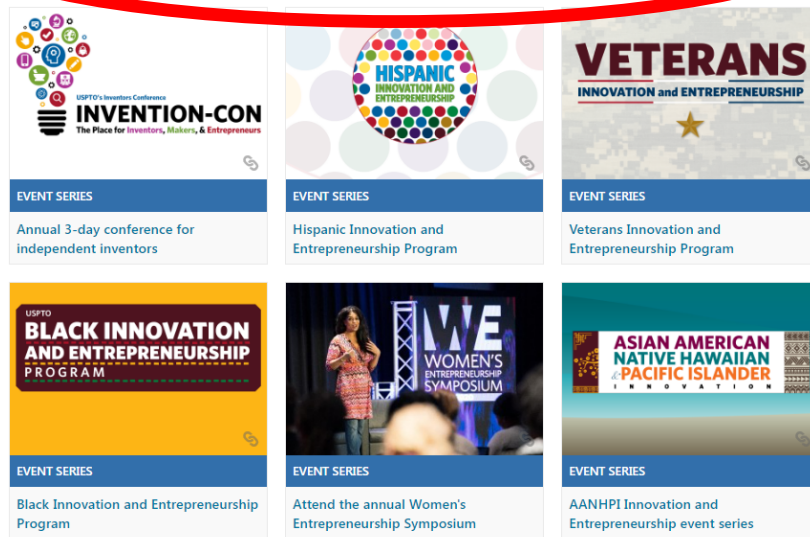 USPTO's Inventors Conference
INVENTION-CON
The Place for Inventors, Makers, & Entrepreneurs
EVENT SERIES
Annual 3-day conference for
independent inventors
HISPANIC
INNOVATION AND
ENTREPRENEURSHIP
EVENT SERIES
Hispanic Innovation and
Entrepreneurship Program
VETERANS
INNOVATION and ENTREPRENEURSHIP
EVENT SERIES
Veterans Innovation and
Entrepreneurship Program
USPTO
BLACK INNOVATION
AND ENTREPRENEURSHIP
PROGRAM
EVENT SERIES
Black Innovation and Entrepreneurship
Program
WE
WOMEN'S
ENTREPRENEURSHIP
SYMPOSIUM
EVENT SERIES
Attend the annual Women's
Entrepreneurship Symposium
ASIAN AMERICAN
NATIVE HAWAIIAN
& PACIFIC ISLANDER
INNOVATION
EVENT SERIES
AANHPI Innovation and
Entrepreneurship event series